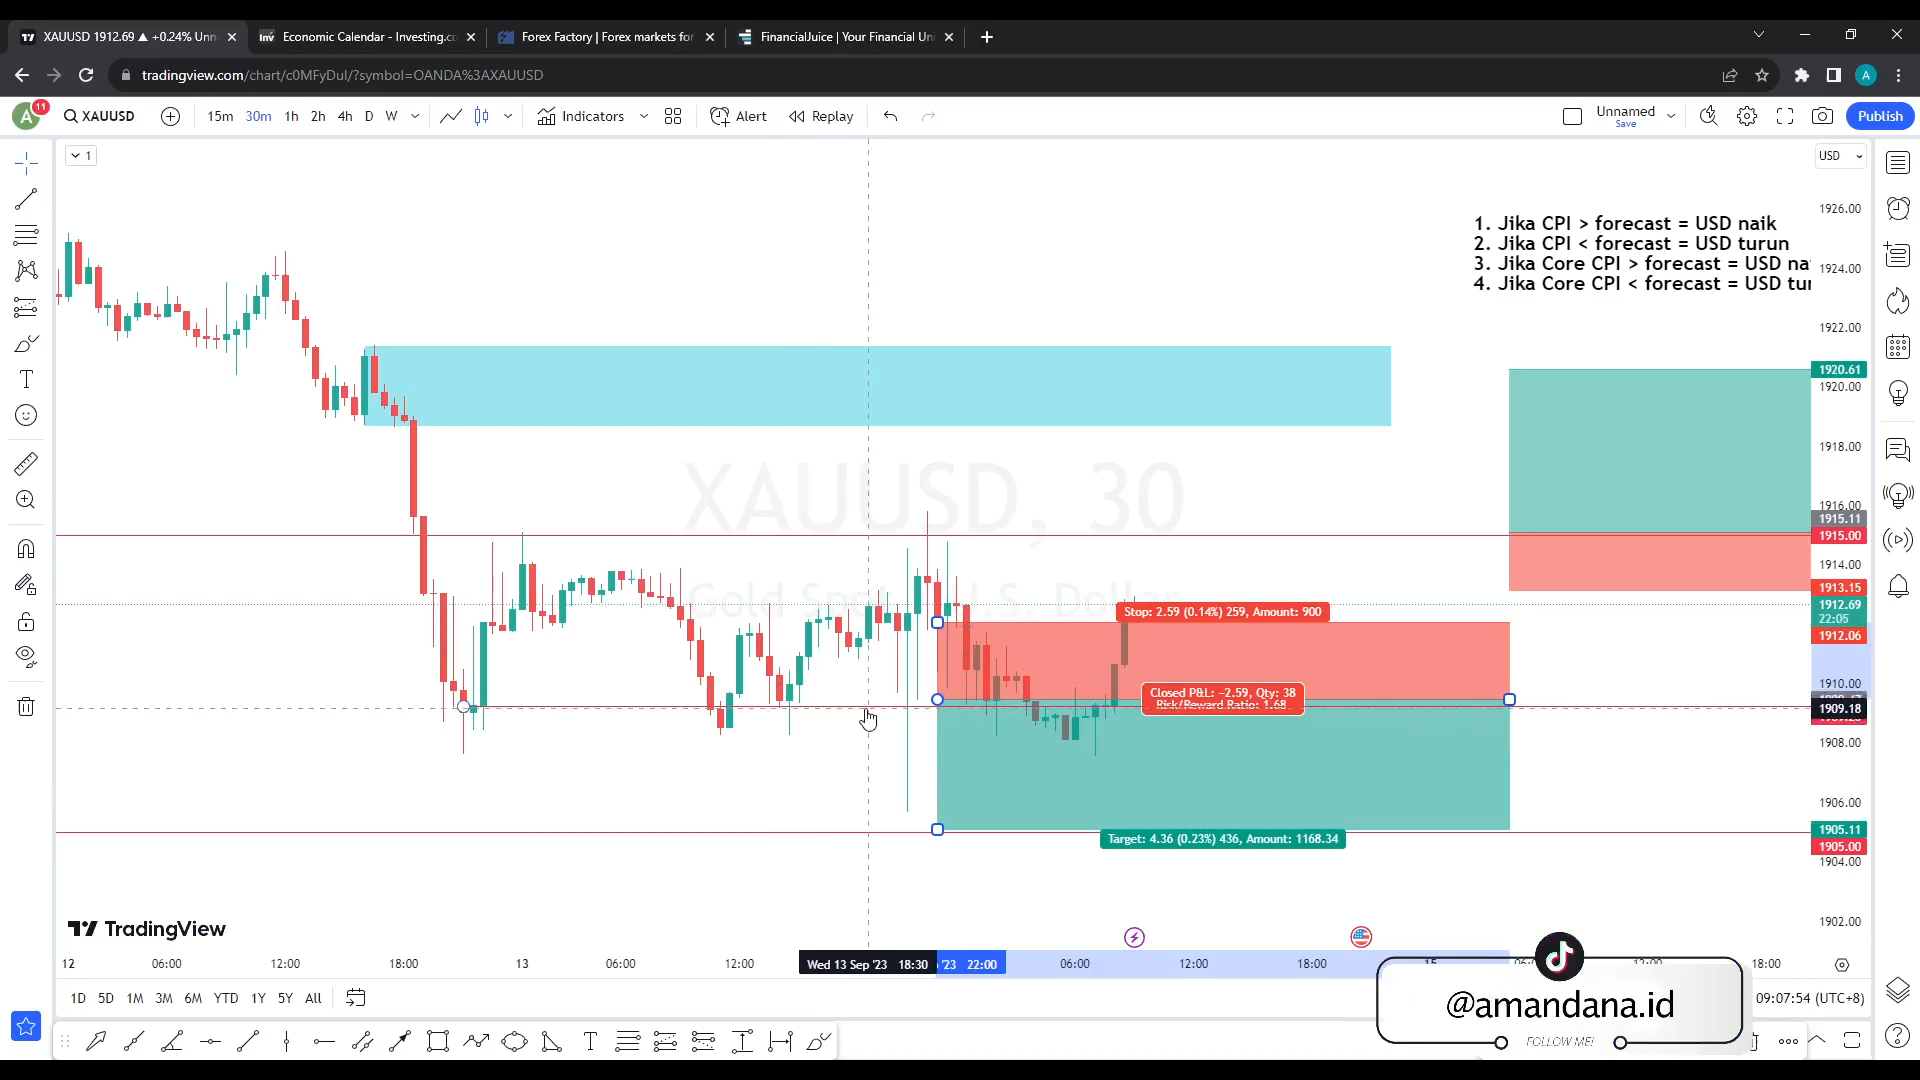 XAUUSD 1912.69 ▲ +0.24% Unn
Economic Calendar - Investing.co
Forex Factory | Forex markets for
FinancialJuice | Your Financial Un
tradingview.com/chart/c0MFyDul/?symbol=OANDA%3AXAUUSD
A
A
11
XAUUSD
15m
30m
1h
2h
4h
D
W
Indicators
Alert
Replay
Unnamed
Save
Publish
1
USD
1. Jika CPI > forecast = USD naik
2. Jika CPI < forecast = USD turun
3. Jika Core CPI > forecast = USD na
4. Jika Core CPI < forecast = USD tur
XAUUSD, 30
Gold Spot / U.S. Dollar
Stop: 2.59 (0.14%) 259, Amount: 900
Closed P&L: −2.59, Qty: 38
Risk/Reward Ratio: 1.68
Target: 4.36 (0.23%) 436, Amount: 1168.34
1926.00
1924.00
1922.00
1920.61
1920.00
1918.00
1916.00
1915.11
1915.00
1914.00
1913.15
1912.69
22:05
1912.06
1910.00
1909.18
1908.00
1906.00
1905.11
1905.00
1904.00
1902.00
TradingView
12
06:00
12:00
18:00
13
06:00
12:00
Wed 13 Sep '23 18:30
'23 22:00
06:00
12:00
18:00
15
18:00
1D
5D
1M
3M
6M
YTD
1Y
5Y
All
09:07:54 (UTC+8)
@amandana.id
FOLLOW ME!